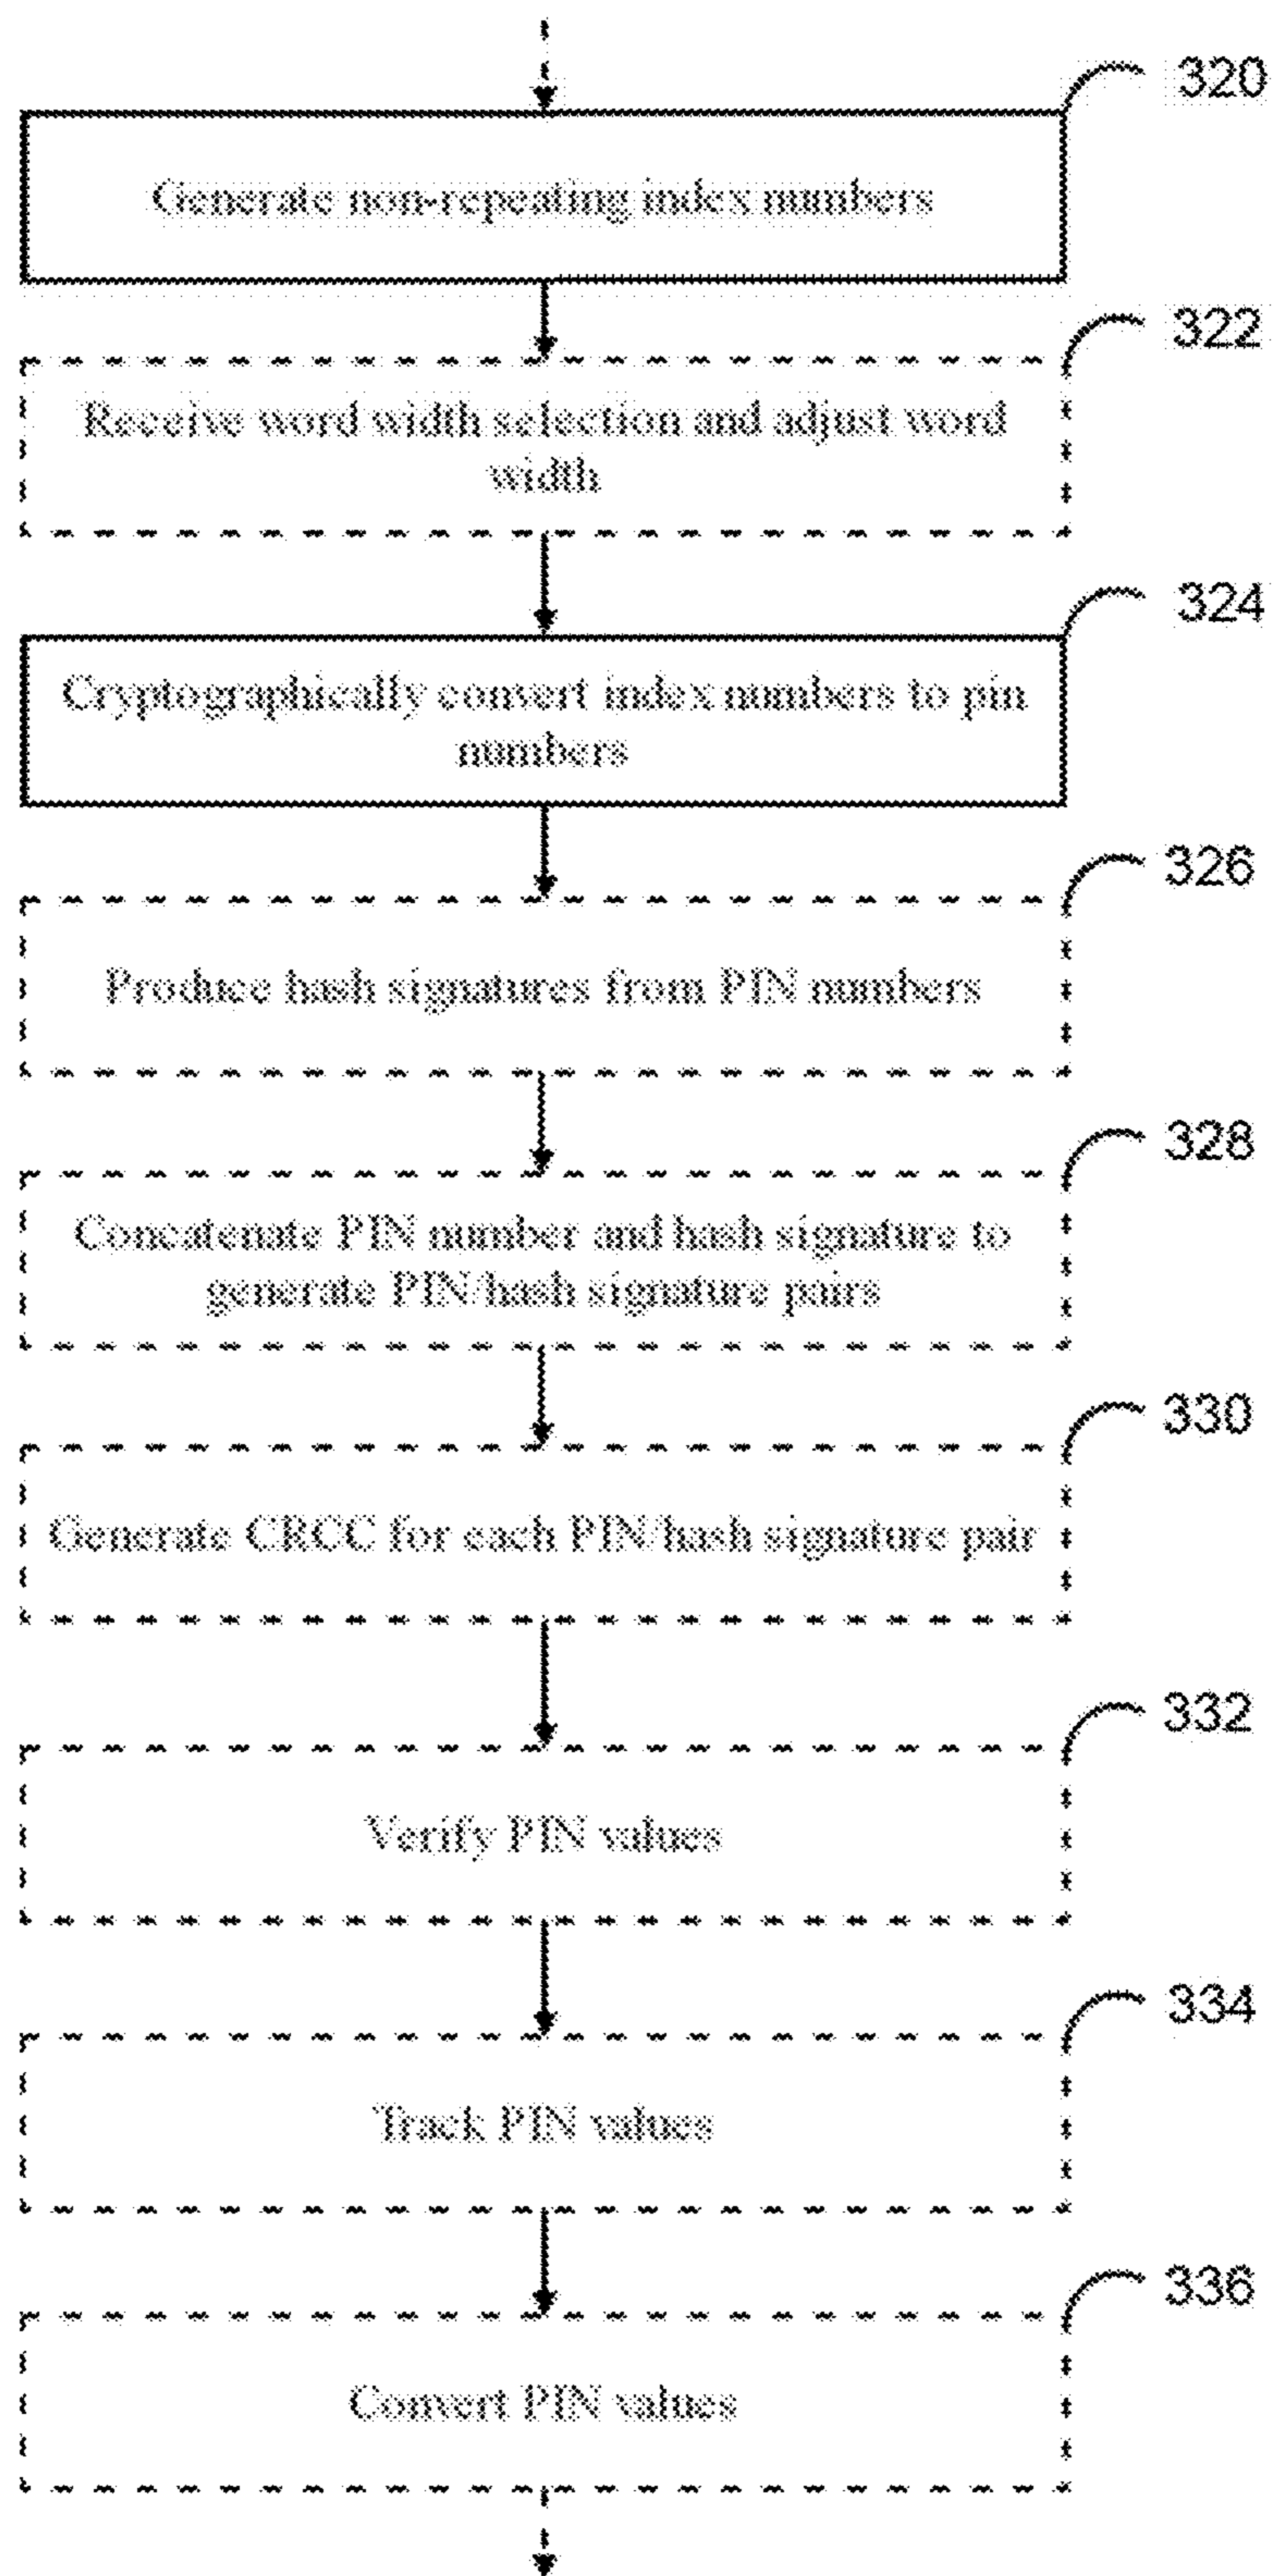 320
Generate non-repeating index numbers
322
Receive word width selection and adjust word
width
324
Cryptographically convert index numbers to pin
numbers
326
Produce hash signatures from PIN numbers
328
Concatenate PIN number and hash signature to
generate PIN/hash signature pairs
330
Generate CRCC for each PIN/hash signature pair
332
Verify PIN values
334
Track PIN values
336
Convert PIN values